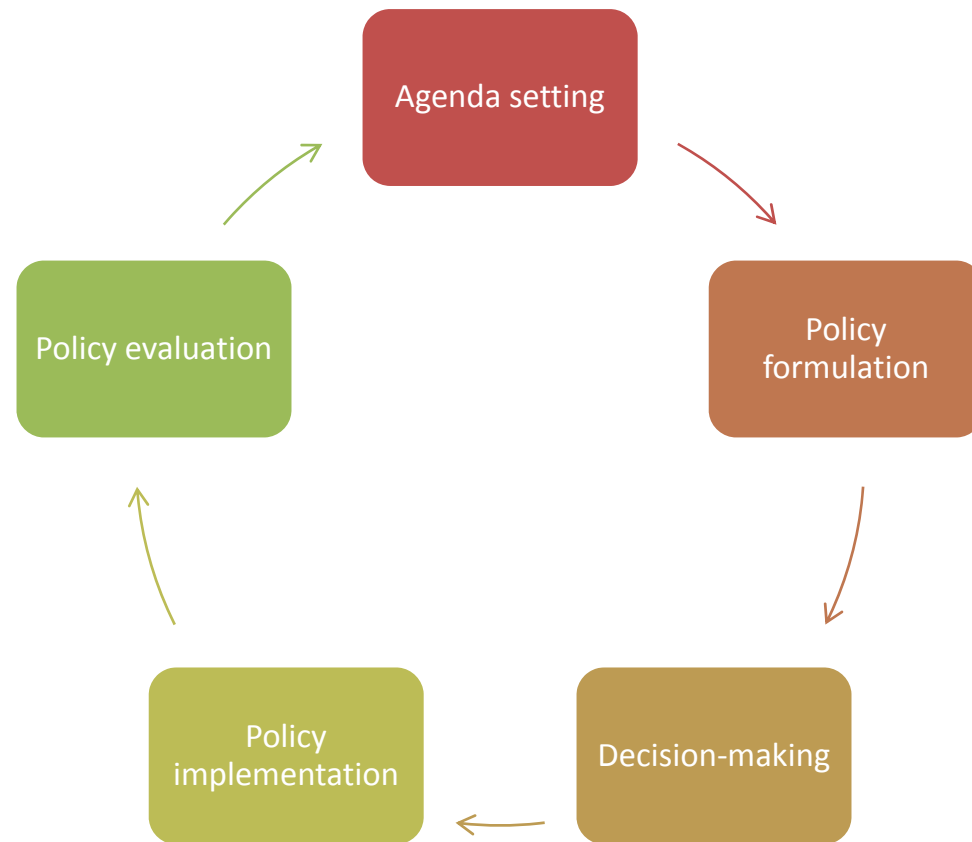 Agenda setting
Policy
formulation
Decision-making
Policy
implementation
Policy evaluation